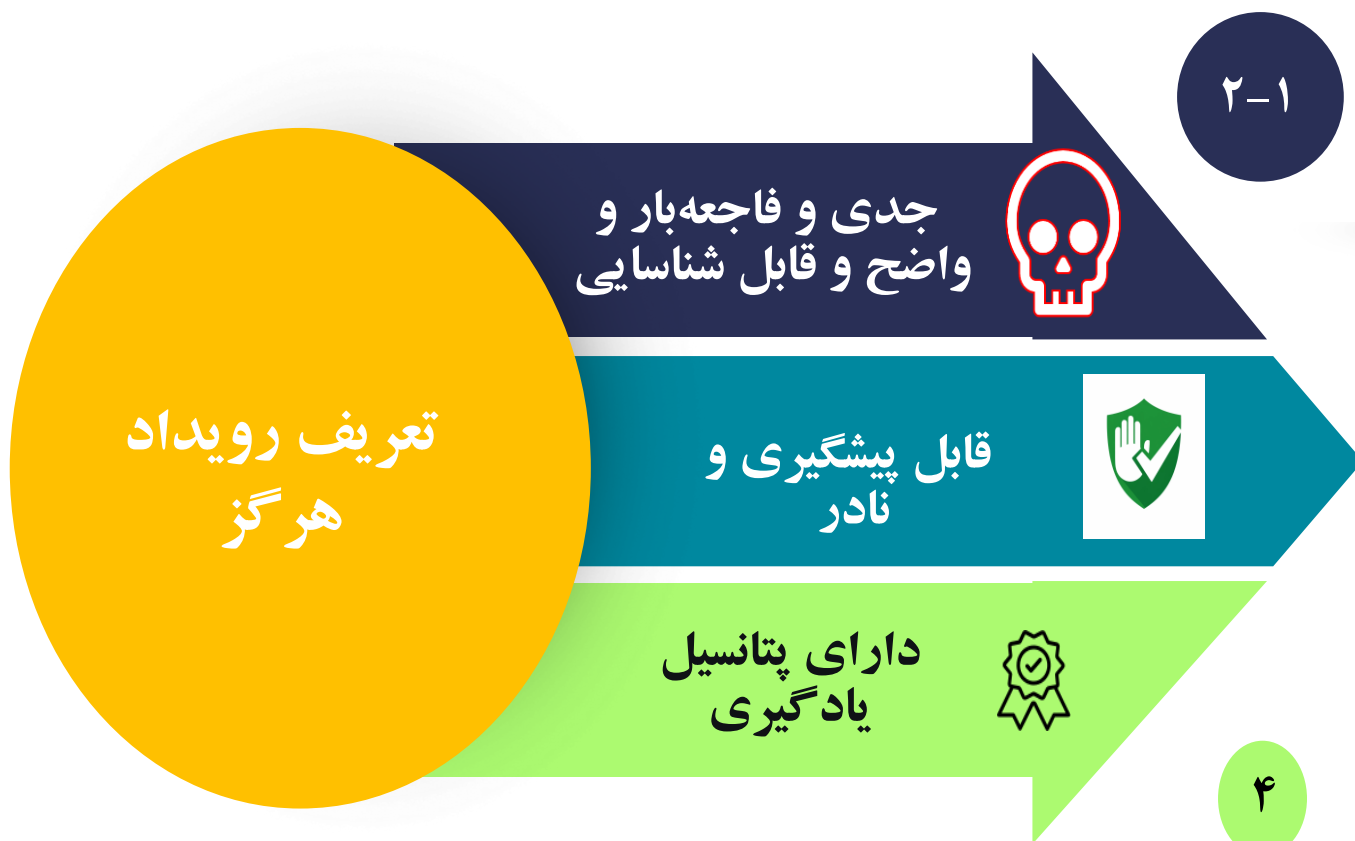 ۲-۱
جدی و فاجعه‌بار و
واضح و قابل شناسایی
تعریف رویداد
هرگز
قابل پیشگیری و
نادر
دارای پتانسیل
یادگیری
۴